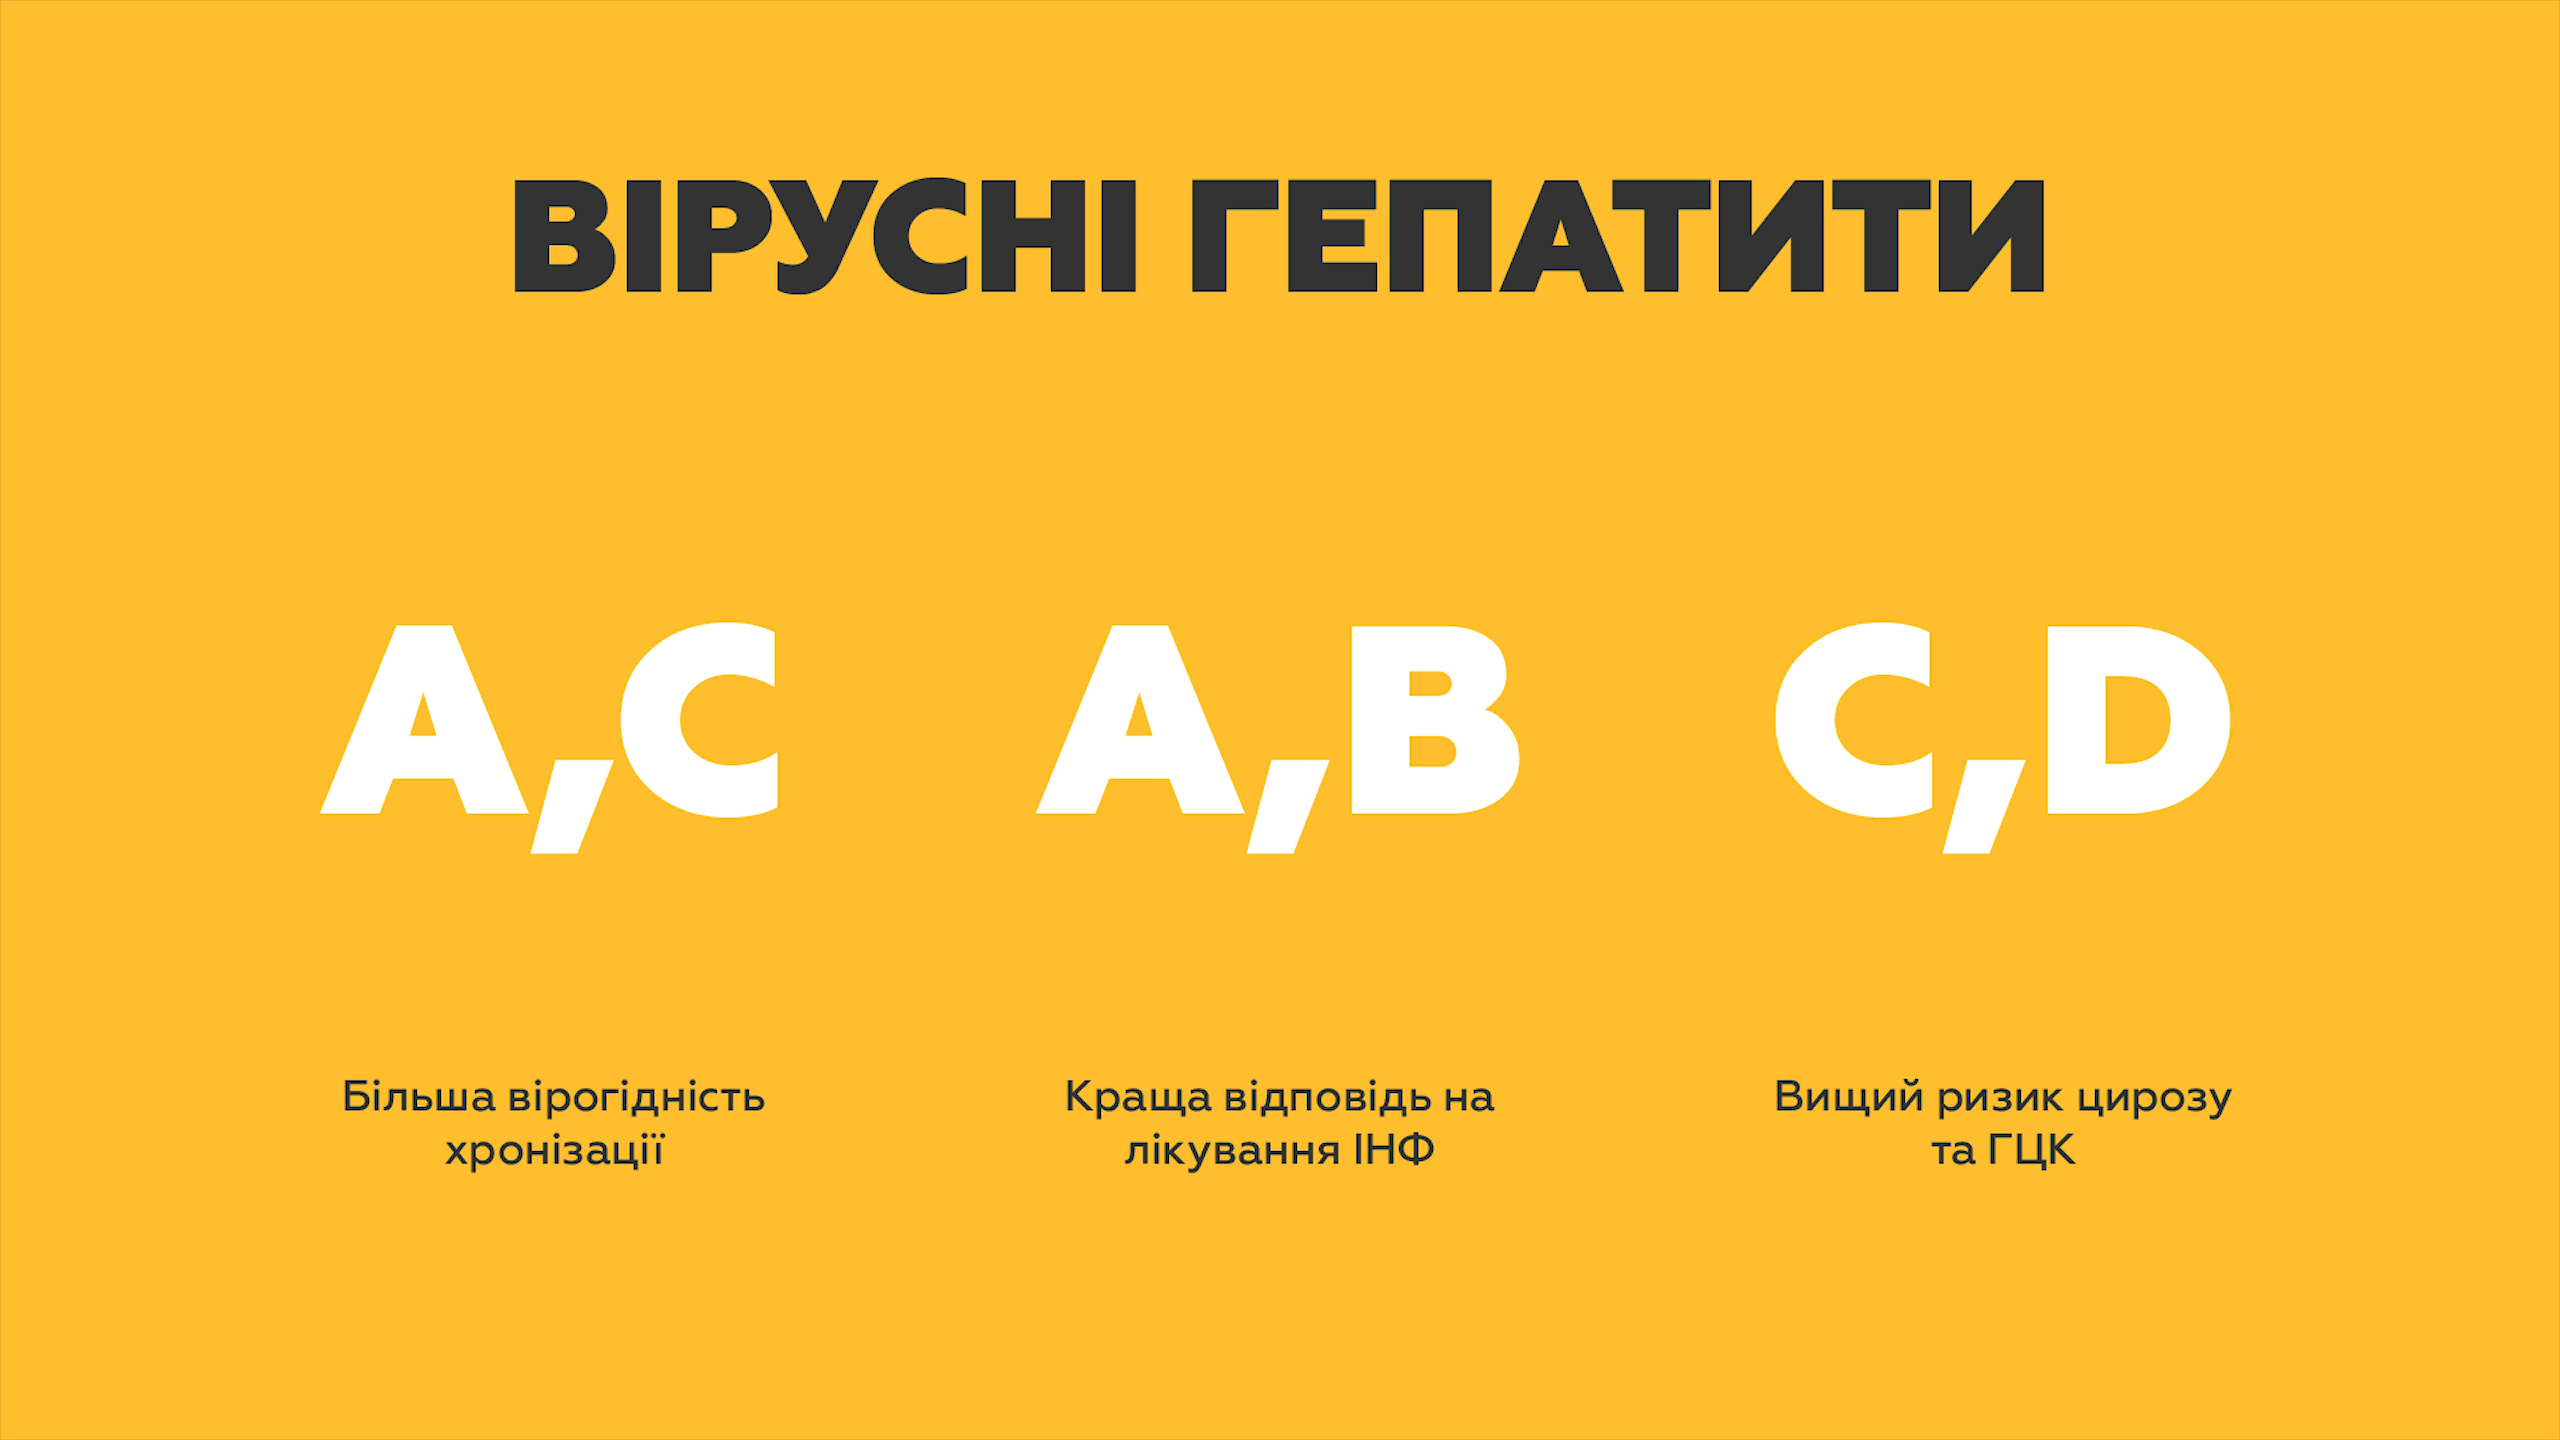 ВІРУСНІ ГЕПАТИТИ
A,C
A,B
C,D
Більша вірогідність
хронізації
Краща відповідь на
лікування ІНФ
Вищий ризик цирозу
та ГЦК